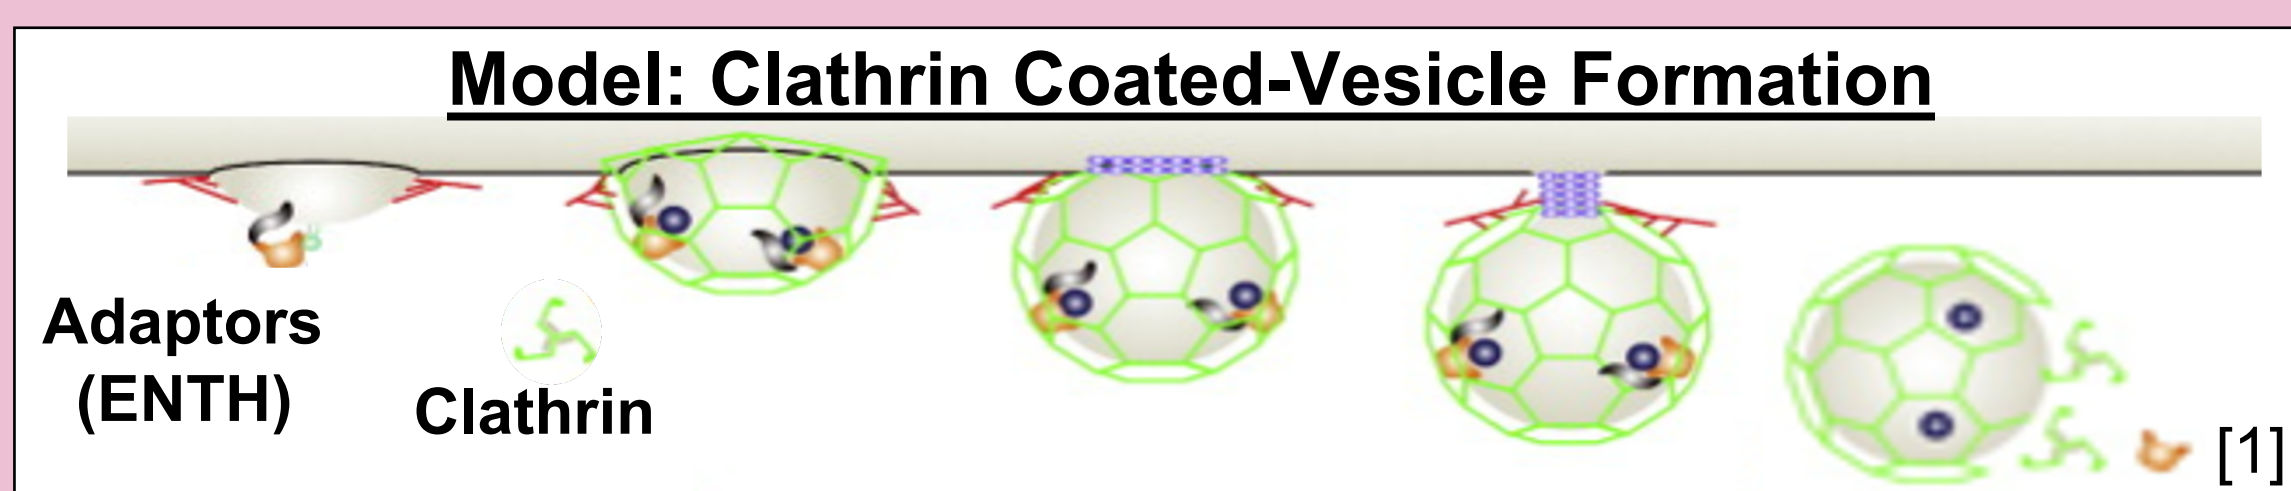 Model: Clathrin Coated-Vesicle Formation
Adaptors
(ENTH)
Clathrin
[1]